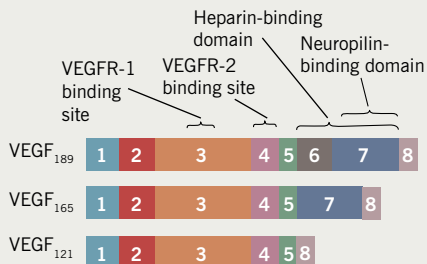 Heparin-binding
domain
Neuropilin-
binding domain
VEGFR-1
binding
site
VEGFR-2
binding site
VEGF₁₈₉ 1 2 3 4 5 6 7 8
VEGF₁₆₅ 1 2 3 4 5 7 8
VEGF₁₂₁ 1 2 3 4 5 8